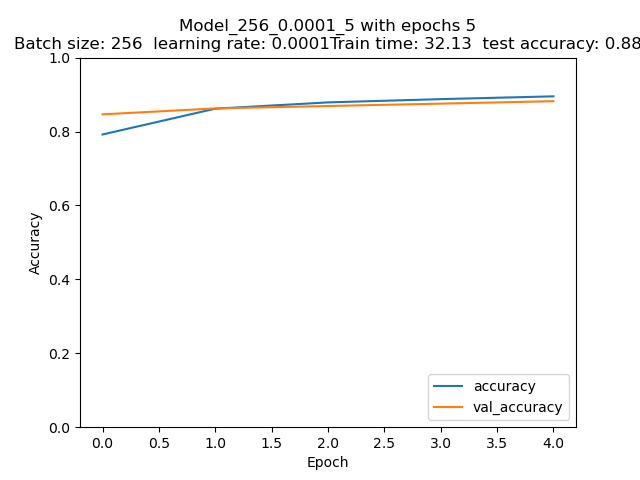 Model_256_0.0001_5 with epochs 5
Batch size: 256  learning rate: 0.0001Train time: 32.13  test accuracy: 0.88
1.0
0.8
0.6
0.4
0.2
0.0
Accuracy
accuracy
val_accuracy
0.0 0.5 1.0 1.5 2.0 2.5 3.0 3.5 4.0
Epoch